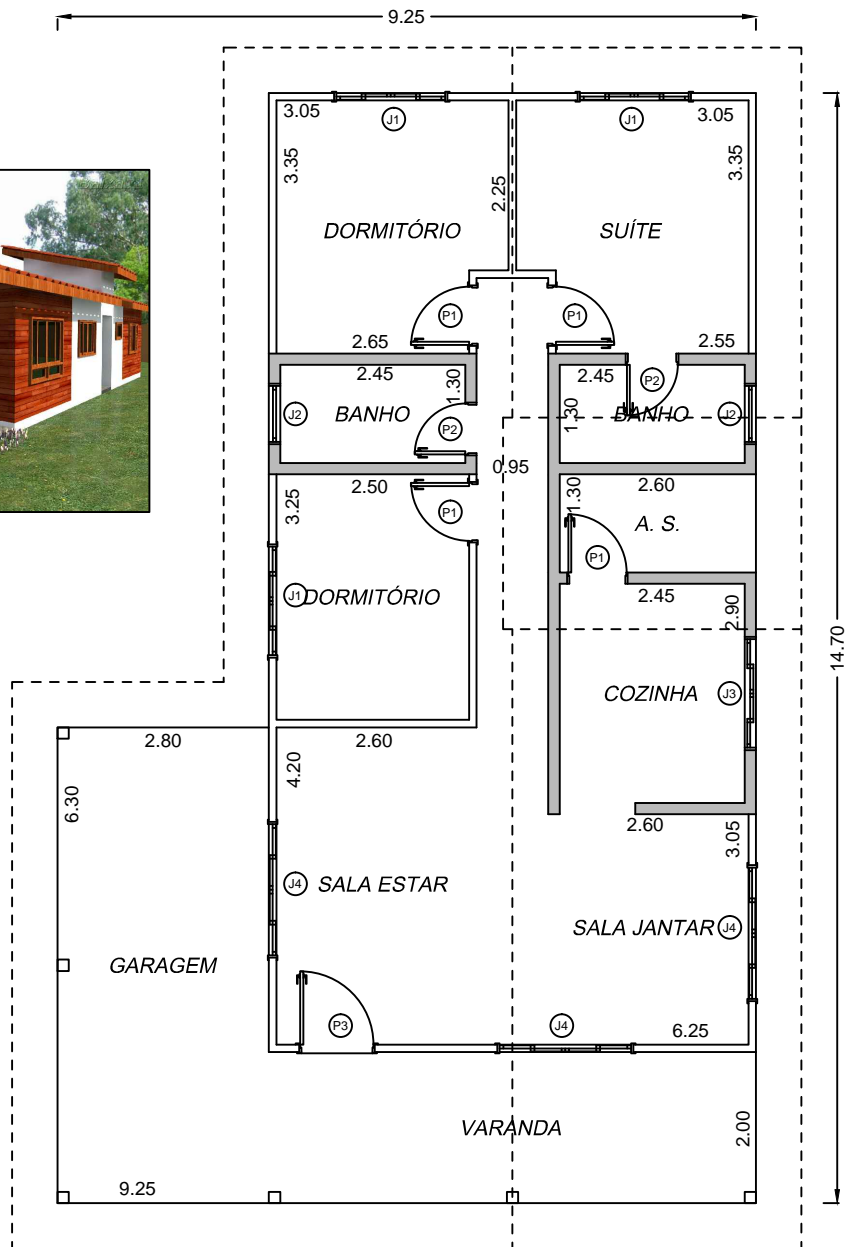 9.25
3.05
J1
J1
3.05
3.35
3.35
2.25
DORMITÓRIO
SUÍTE
P1
P1
2.65
2.55
2.45
1.30
2.45
P2
J2
BANHO
P2
1.30
BANHO
J2
0.95
2.50
3.25
P1
1.30
2.60
A. S.
P1
J1
DORMITÓRIO
2.45
2.90
14.70
COZINHA
J3
2.80
2.60
4.20
6.30
2.60
3.05
J4
SALA ESTAR
SALA JANTAR
J4
GARAGEM
P3
J4
6.25
VARANDA
2.00
9.25